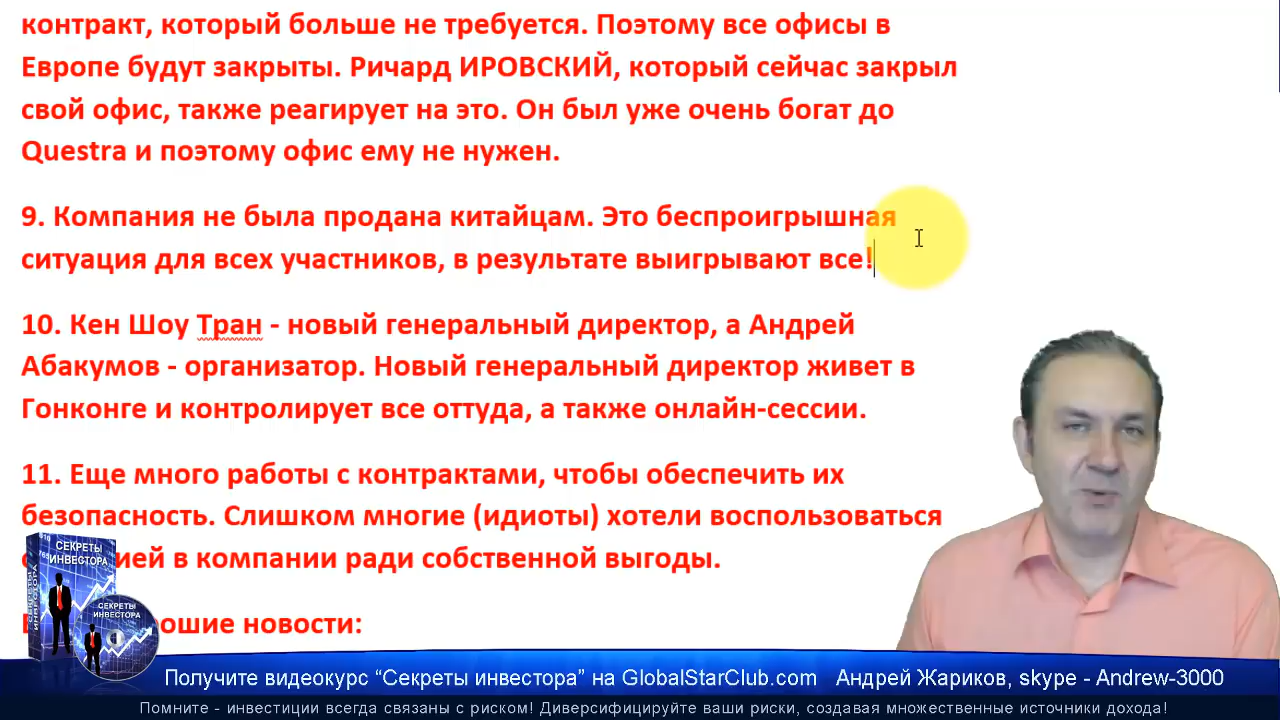 контракт, который больше не требуется. Поэтому все офисы в
Европе будут закрыты. Ричард ИРОВСКИЙ, который сейчас закрыл
свой офис, также реагирует на это. Он был уже очень богат до
Questra и поэтому офис ему не нужен.
9. Компания не была продана китайцам. Это беспроигрышная
ситуация для всех участников, в результате выигрывают все!
10. Кен Шоу Тран - новый генеральный директор, а Андрей
Абакумов - организатор. Новый генеральный директор живет в
Гонконге и контролирует все оттуда, а также онлайн-сессии.
11. Еще много работы с контрактами, чтобы обеспечить их
безопасность. Слишком многие (идиоты) хотели воспользоваться
в компании ради собственной выгоды.
новости:
СЕКРЕТЫ
ИНВЕСТОРА
СЕКРЕТЫ
ИНВЕСТОРА
Получите видеокурс “Секреты инвестора” на GlobalStarClub.com Андрей Жариков, skype - Andrew-3000
Помните - инвестиции всегда связаны с риском! Диверсифицируйте ваши риски, создавая множественные источники дохода!